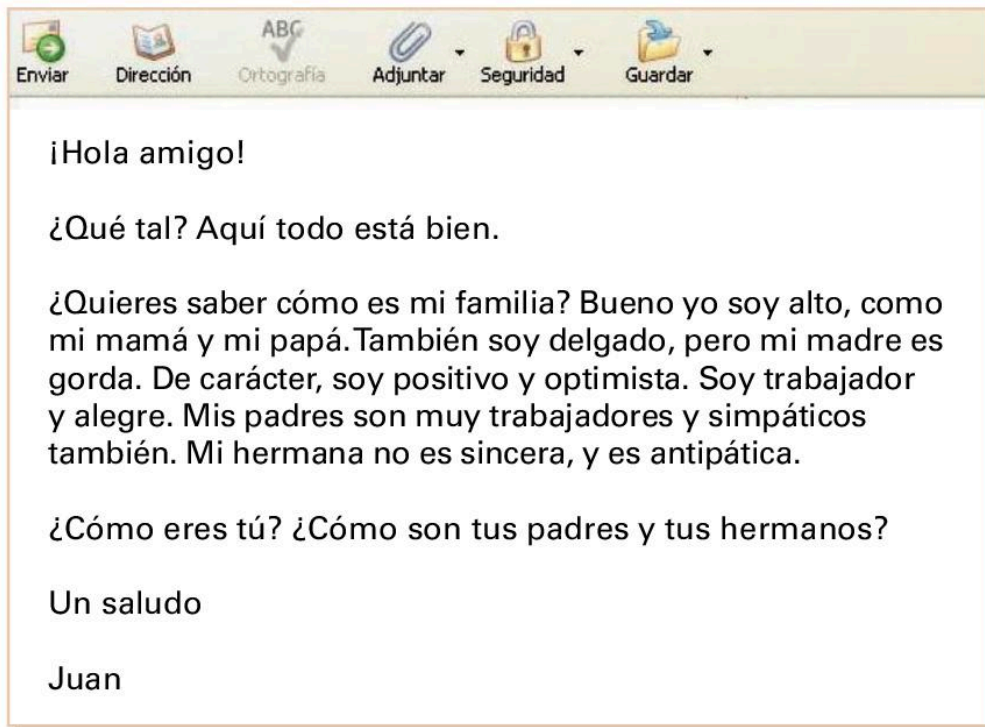 ABC
Enviar Dirección Ortografía Adjuntar Seguridad Guardar
¡Hola amigo!
¿Qué tal? Aquí todo está bien.
¿Quieres saber cómo es mi familia? Bueno yo soy alto, como
mi mamá y mi papá. También soy delgado, pero mi madre es
gorda. De carácter, soy positivo y optimista. Soy trabajador
y alegre. Mis padres son muy trabajadores y simpáticos
también. Mi hermana no es sincera, y es antipática.
¿Cómo eres tú? ¿Cómo son tus padres y tus hermanos?
Un saludo
Juan